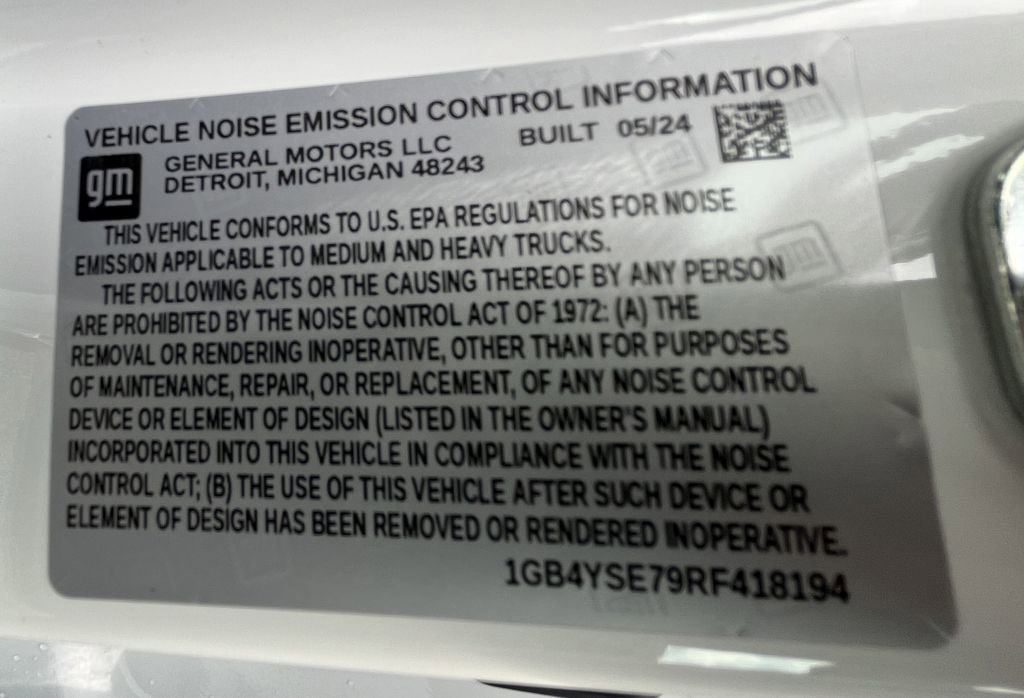 VEHICLE NOISE EMISSION CONTROL INFORMATION
gm
GENERAL MOTORS LLC
DETROIT, MICHIGAN 48243
BUILT 05/24
THIS VEHICLE CONFORMS TO U.S. EPA REGULATIONS FOR NOISE
EMISSION APPLICABLE TO MEDIUM AND HEAVY TRUCKS.
THE FOLLOWING ACTS OR THE CAUSING THEREOF BY ANY PERSON
ARE PROHIBITED BY THE NOISE CONTROL ACT OF 1972: (A) THE
REMOVAL OR RENDERING INOPERATIVE, OTHER THAN FOR PURPOSES
OF MAINTENANCE, REPAIR, OR REPLACEMENT, OF ANY NOISE CONTROL
DEVICE OR ELEMENT OF DESIGN (LISTED IN THE OWNER'S MANUAL)
INCORPORATED INTO THIS VEHICLE IN COMPLIANCE WITH THE NOISE
CONTROL ACT; (B) THE USE OF THIS VEHICLE AFTER SUCH DEVICE OR
ELEMENT OF DESIGN HAS BEEN REMOVED OR RENDERED INOPERATIVE.
1GB4YSE79RF418194